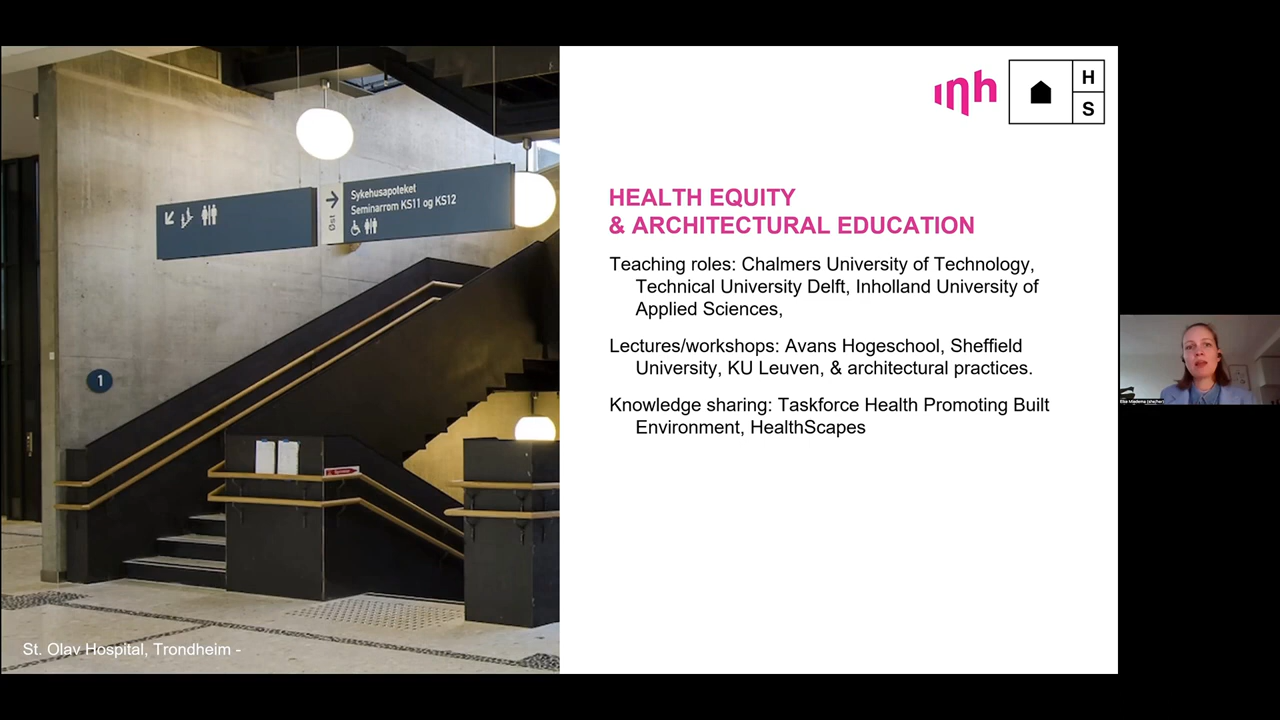 inh
H
S
Sykehusapoteket
Seminarrom KS11 og KS12
Øst
1
HEALTH EQUITY
& ARCHITECTURAL EDUCATION
Teaching roles: Chalmers University of Technology,
Technical University Delft, Inholland University of
Applied Sciences,
Lectures/workshops: Avans Hogeschool, Sheffield
University, KU Leuven, & architectural practices.
Knowledge sharing: Taskforce Health Promoting Built
Environment, HealthScapes
St. Olav Hospital, Trondheim -